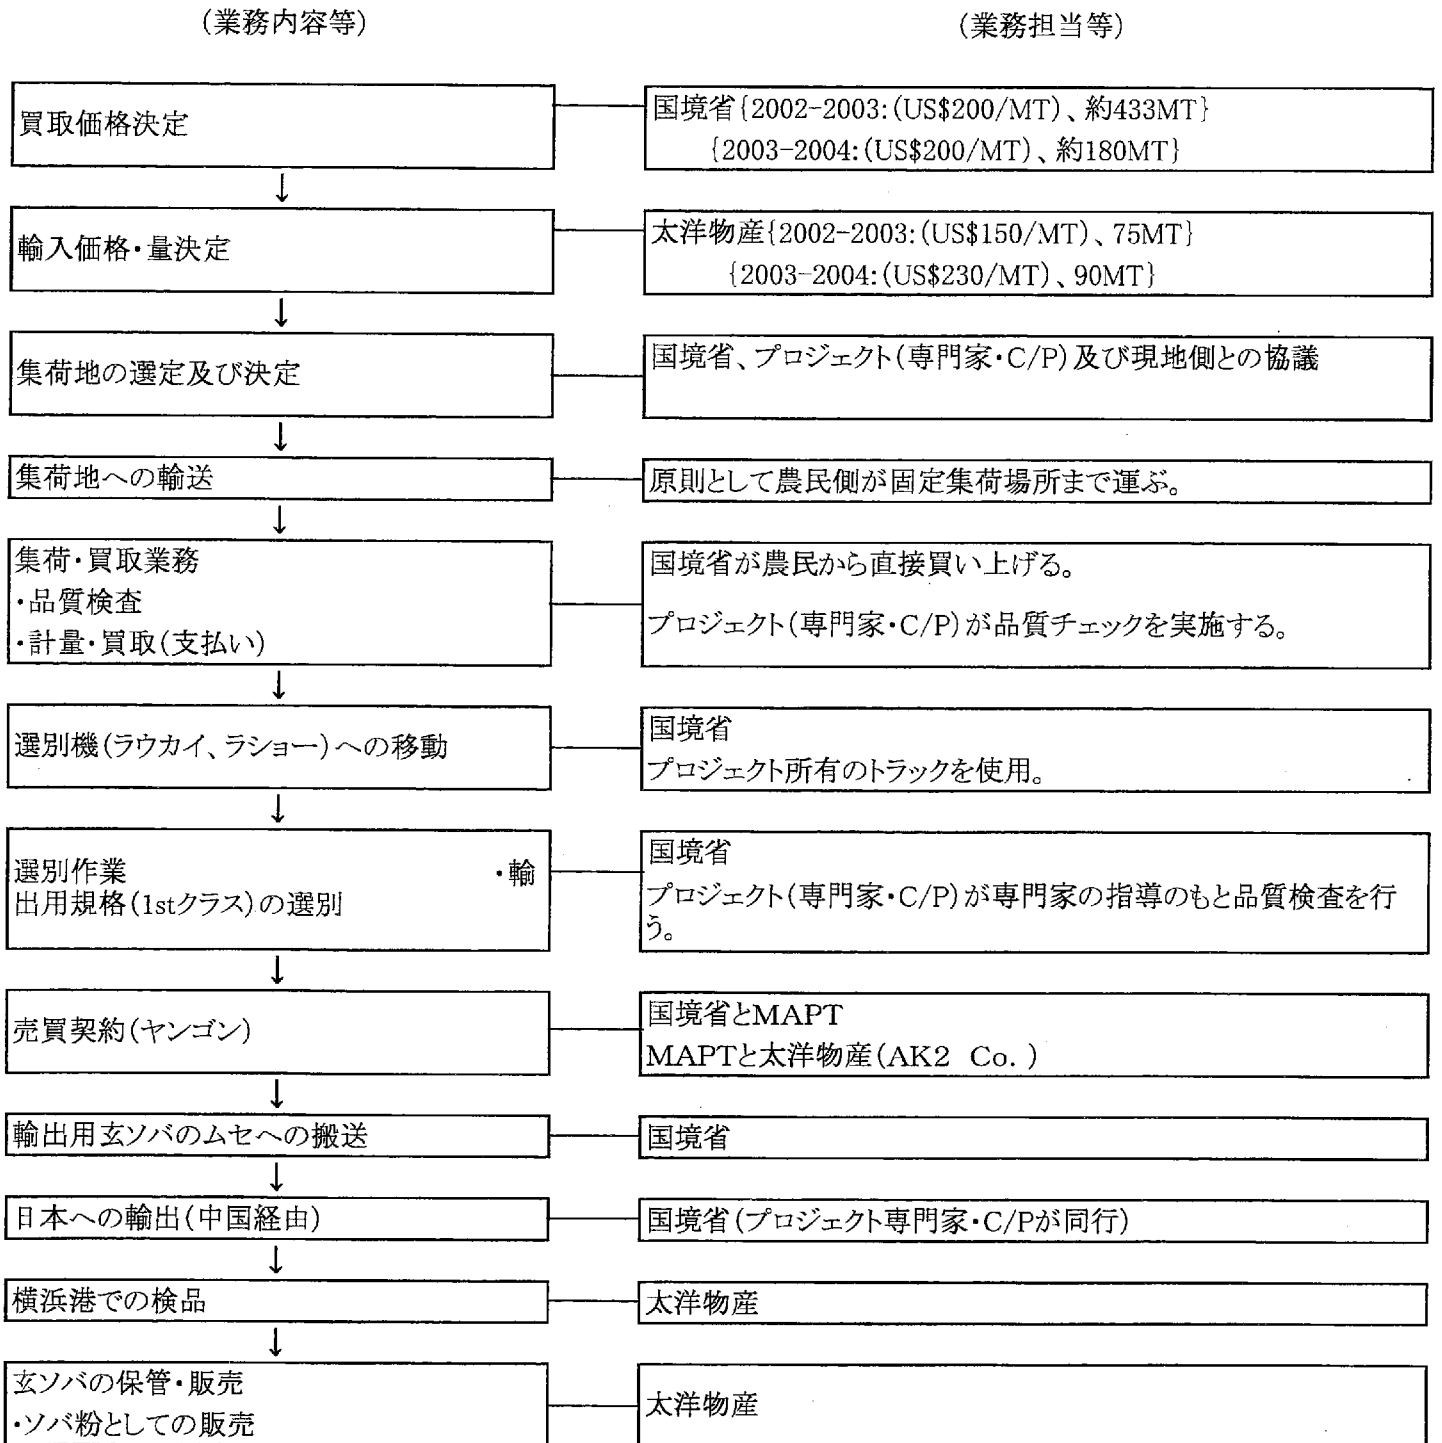 (業務内容等)
(業務担当等)
買取価格決定
国境省{2002-2003:(US$200/MT)、約433MT}
{2003-2004:(US$200/MT)、約180MT}
↓
輸入価格・量決定
太洋物産{2002-2003:(US$150/MT)、75MT}
{2003-2004:(US$230/MT)、90MT}
↓
集荷地の選定及び決定
国境省、プロジェクト(専門家・C/P)及び現地側との協議
↓
集荷地への輸送
原則として農民側が固定集荷場所まで運ぶ。
↓
集荷・買取業務
・品質検査
・計量・買取(支払い)
国境省が農民から直接買い上げる。
プロジェクト(専門家・C/P)が品質チェックを実施する。
↓
選別機(ラウカイ、ラショー)への移動
国境省
プロジェクト所有のトラックを使用。
↓
選別作業 ・輸
出用規格(1stクラス)の選別
国境省
プロジェクト(専門家・C/P)が専門家の指導のもと品質検査を行
う。
↓
売買契約(ヤンゴン)
国境省とMAPT
MAPTと太洋物産(AK2 Co. )
↓
輸出用玄ソバのムセへの搬送
国境省
↓
日本への輸出(中国経由)
国境省(プロジェクト専門家・C/Pが同行)
↓
横浜港での検品
太洋物産
↓
玄ソバの保管・販売
・ソバ粉としての販売
太洋物産